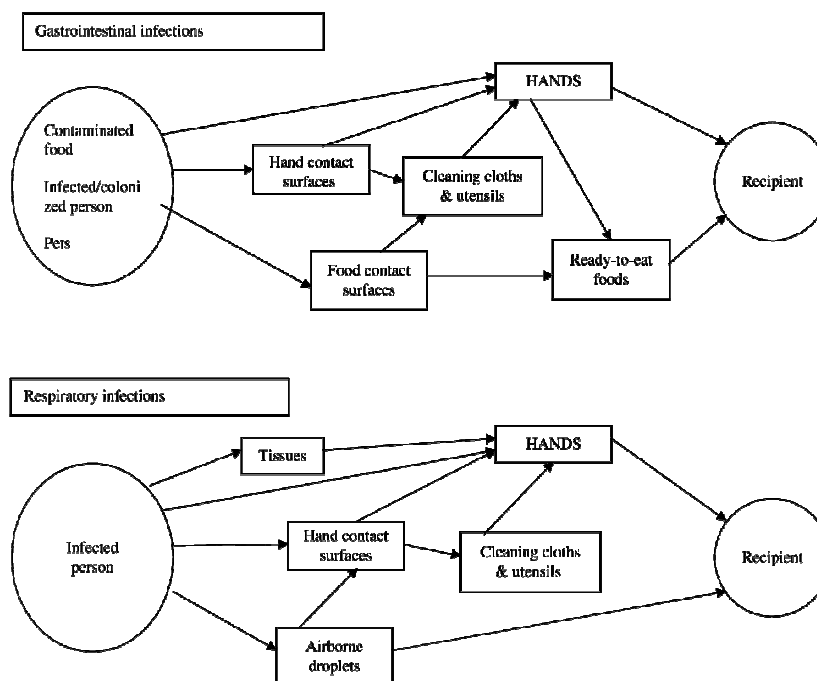 Gastrointestinal infections
HANDS
Contaminated
food
Infected/coloni
zed person
Pets
Hand contact
surfaces
Cleaning cloths
& utensils
Recipient
Food contact
surfaces
Ready-to-eat
foods
Respiratory infections
HANDS
Tissues
Infected
person
Hand contact
surfaces
Cleaning cloths
& utensils
Recipient
Airborne
droplets